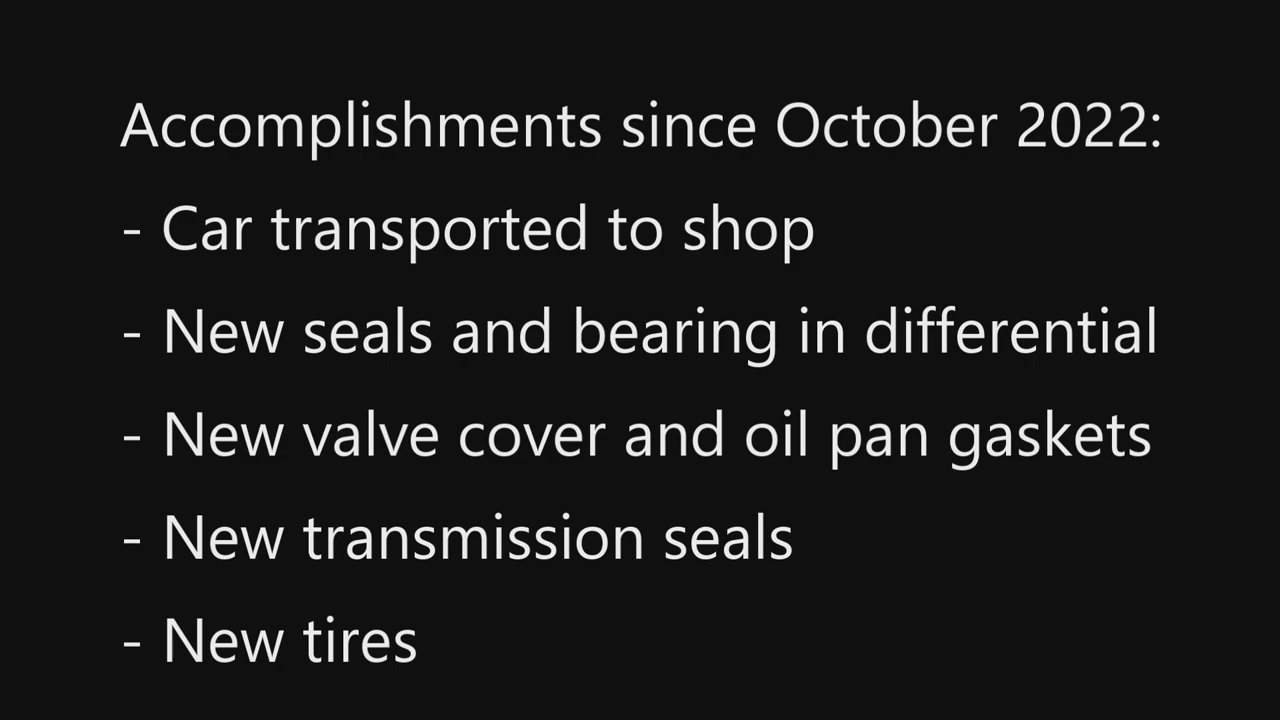 Accomplishments since October 2022:
- Car transported to shop
- New seals and bearing in differential
- New valve cover and oil pan gaskets
- New transmission seals
- New tires